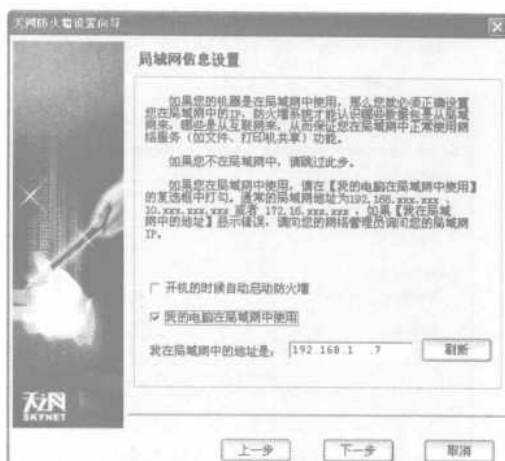 天网防火墙设置向导
局域网信息设置
如果您的机器是在局域网中使用，那么您就必须正确设置
您在局域网中的IP，防火墙系统才能认识哪些数据包是从局域
网来，哪些是从互联网来，从而保证您在局域网中正常使用网
络服务（如文件、打印机共享）功能。
如果您不在局域网中，请跳过此步。
如果您在局域网中使用，请在【我的电脑在局域网中使用】
的复选框中打勾。通常的局域网地址为192.168.xxx.xxx ，
10.xxx.xxx.xxx 或者 172.16.xxx.xxx ，如果【我在局域
网中的地址】显示错误，请向您的网络管理员询问您的局域网
IP。
开机的时候自动启动防火墙
我的电脑在局域网中使用
我在局域网中的地址是： 192.168.1 .7 刷新
天网
SKYNET
上一步 下一步 取消